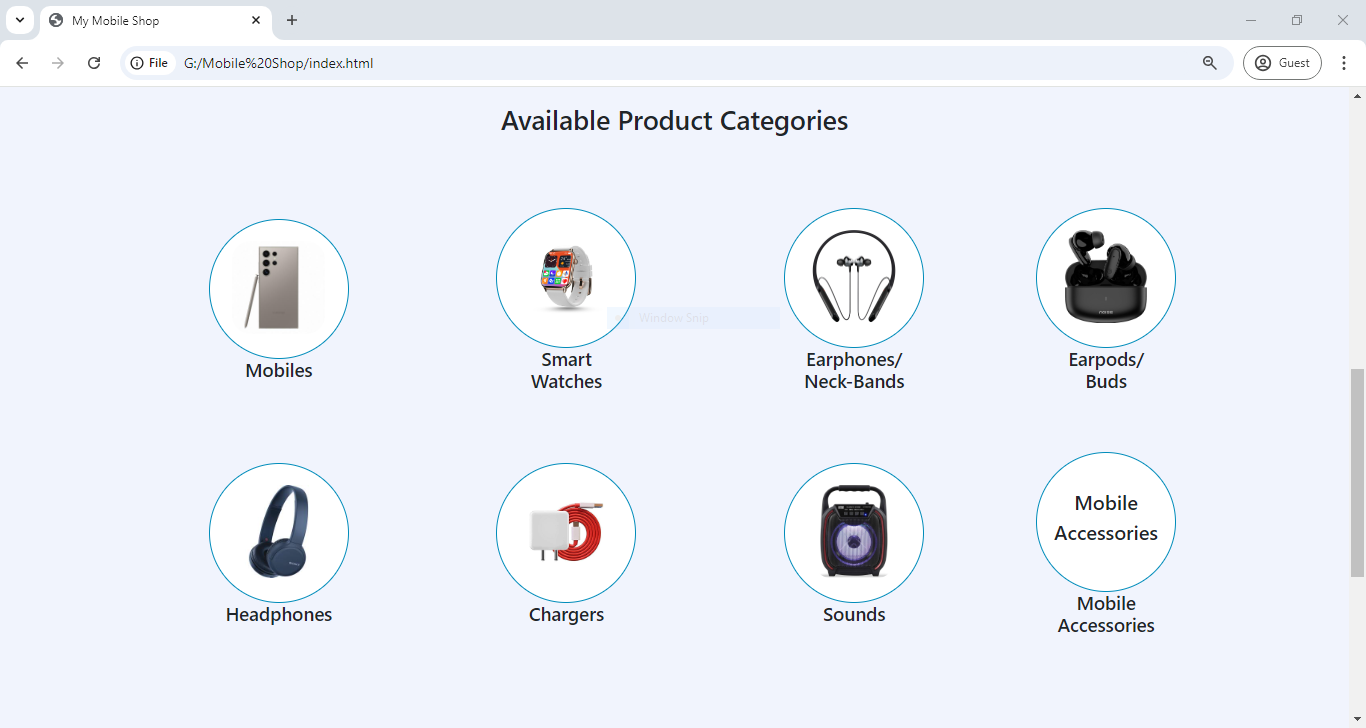 My Mobile Shop
File
G:/Mobile%20Shop/index.html
Guest
Available Product Categories
Window Snip
Mobiles
Smart
Watches
Earphones/
Neck-Bands
Earpods/
Buds
Headphones
Chargers
Sounds
Mobile
Accessories
Mobile
Accessories